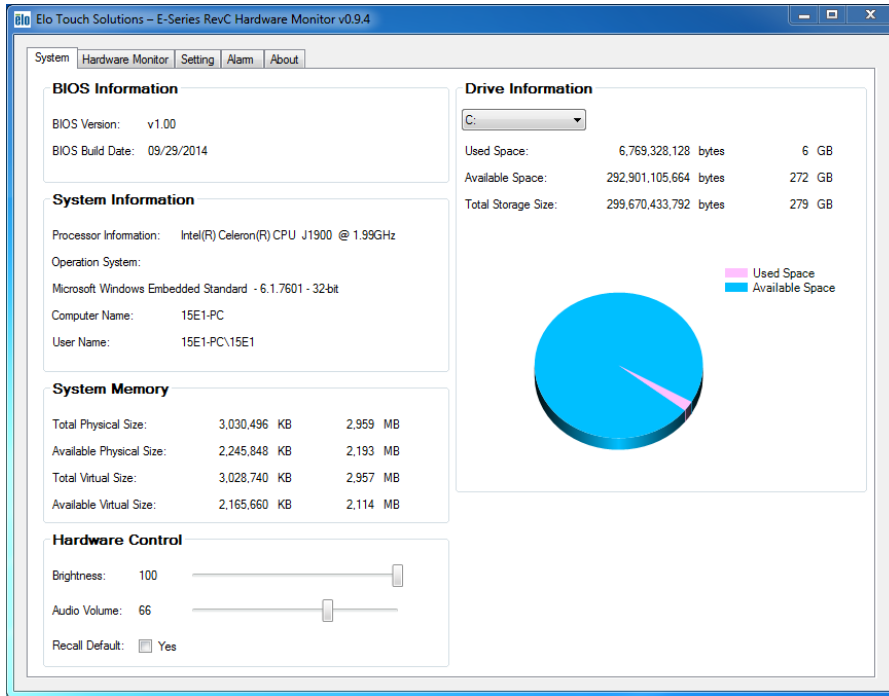 elo Elo Touch Solutions – E-Series RevC Hardware Monitor v0.9.4
System Hardware Monitor Setting Alarm About
BIOS Information
BIOS Version: v1.00
BIOS Build Date: 09/29/2014
System Information
Processor Information: Intel(R) Celeron(R) CPU J1900 @ 1.99GHz
Operation System:
Microsoft Windows Embedded Standard - 6.1.7601 - 32-bit
Computer Name: 15E1-PC
User Name: 15E1-PC\15E1
System Memory
Total Physical Size: 3,030,496 KB 2,959 MB
Available Physical Size: 2,245,848 KB 2,193 MB
Total Virtual Size: 3,028,740 KB 2,957 MB
Available Virtual Size: 2,165,660 KB 2,114 MB
Hardware Control
Brightness: 100
Audio Volume: 66
Recall Default: Yes
Drive Information
C:
Used Space: 6,769,328,128 bytes 6 GB
Available Space: 292,901,105,664 bytes 272 GB
Total Storage Size: 299,670,433,792 bytes 279 GB
Used Space
Available Space